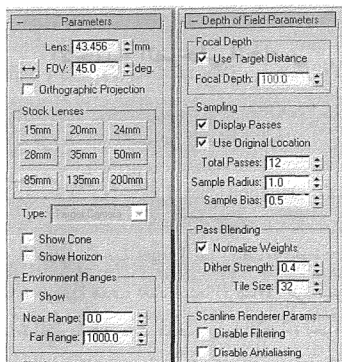 Parameters
Lens: 43.456 mm
FOV: 45.0 deg.
Orthographic Projection
Stock Lenses
15mm 20mm 24mm
28mm 35mm 50mm
85mm 135mm 200mm
Type:
Show Cone
Show Horizon
Environment Ranges
Show
Near Range: 0.0
Far Range: 1000.0
Depth of Field Parameters
Focal Depth
Use Target Distance
Focal Depth: 100.0
Sampling
Display Passes
Use Original Location
Total Passes: 12
Sample Radius: 1.0
Sample Bias: 0.5
Pass Blending
Normalize Weights
Dither Strength: 0.4
Tile Size: 32
Scanline Renderer Params
Disable Filtering
Disable Antialiasing